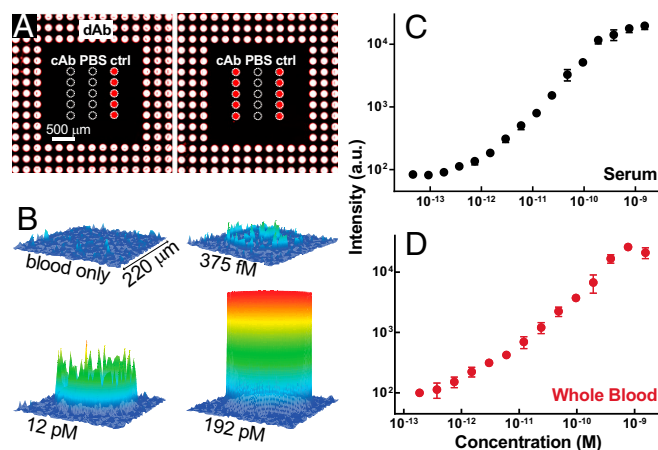 A
dAb
cAb PBS ctrl
cAb PBS ctrl
500 μm
B
blood only
220 μm
375 fM
12 pM
192 pM
C
10⁴
10³
10²
10⁻¹³ 10⁻¹² 10⁻¹¹ 10⁻¹⁰ 10⁻⁹
Serum
Intensity (a.u.)
D
10⁴
10³
10²
Whole Blood
10⁻¹³ 10⁻¹² 10⁻¹¹ 10⁻¹⁰ 10⁻⁹
Concentration (M)